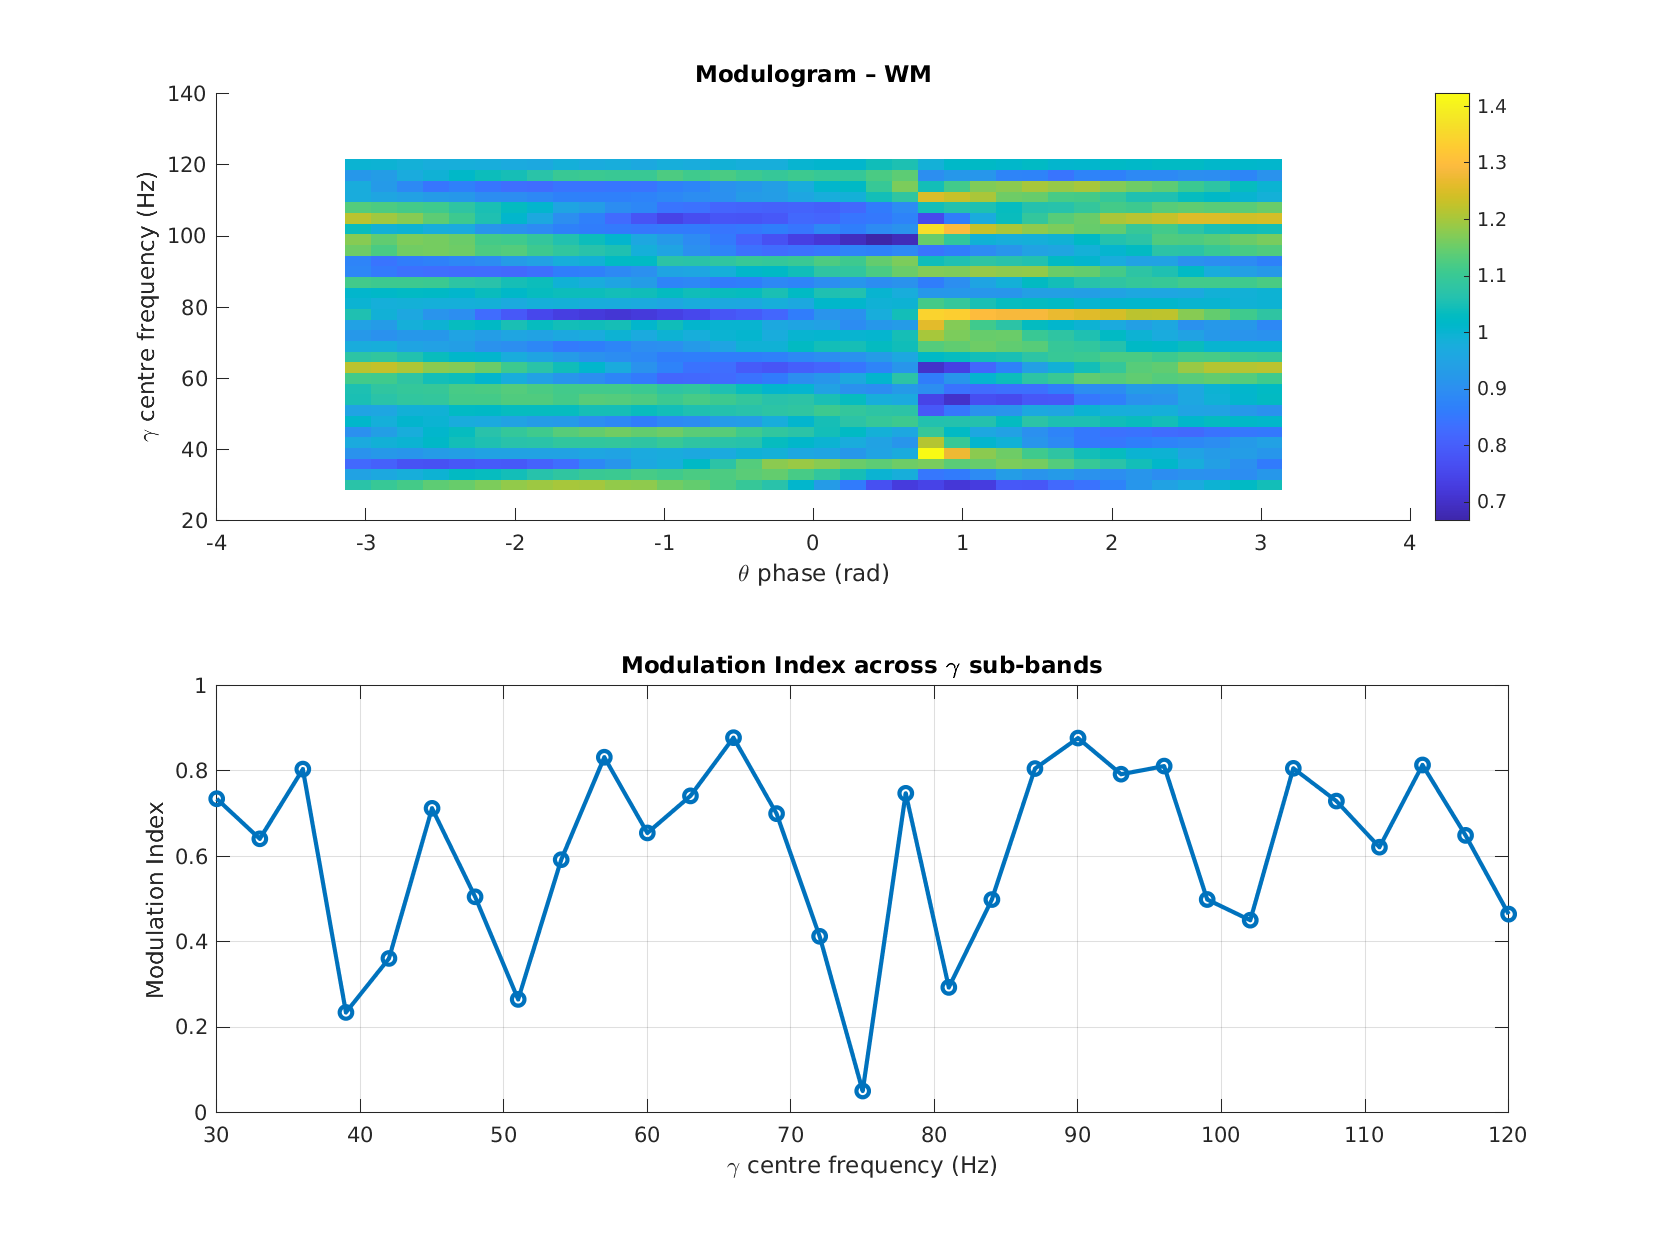 Modulogram – WM
γ centre frequency (Hz)
140
120
100
80
60
40
20
-4 -3 -2 -1 0 1 2 3 4
θ phase (rad)
1.4
1.3
1.2
1.1
1
0.9
0.8
0.7
Modulation Index across γ sub-bands
Modulation Index
1
0.8
0.6
0.4
0.2
0
30 40 50 60 70 80 90 100 110 120
γ centre frequency (Hz)